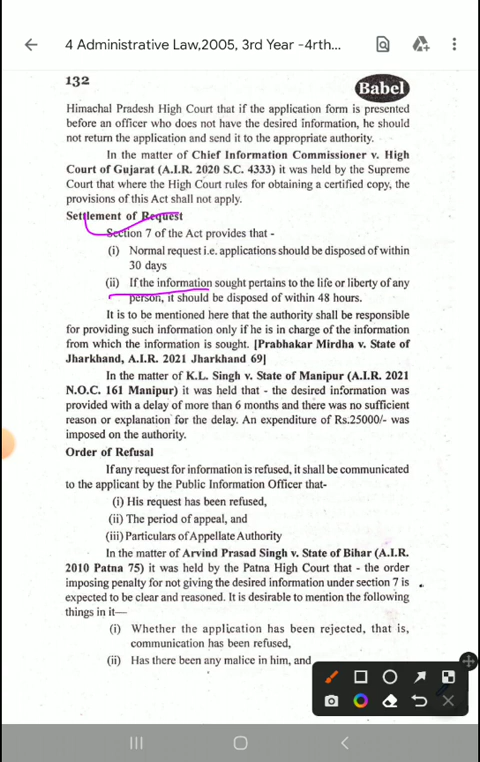 4 Administrative Law,2005, 3rd Year -4rth...
132
Babel
Himachal Pradesh High Court that if the application form is presented
before an officer who does not have the desired information, he should
not return the application and send it to the appropriate authority.
In the matter of Chief Information Commissioner v. High
Court of Gujarat (A.I.R. 2020 S.C. 4333) it was held by the Supreme
Court that where the High Court rules for obtaining a certified copy, the
provisions of this Act shall not apply.
Settlement of Request
Section 7 of the Act provides that -
(i) Normal request i.e. applications should be disposed of within
30 days
(ii) If the information sought pertains to the life or liberty of any
person, it should be disposed of within 48 hours.
It is to be mentioned here that the authority shall be responsible
for providing such information only if he is in charge of the information
from which the information is sought. [Prabhakar Mirdha v. State of
Jharkhand, A.I.R. 2021 Jharkhand 69]
In the matter of K.L. Singh v. State of Manipur (A.I.R. 2021
N.O.C. 161 Manipur) it was held that - the desired information was
provided with a delay of more than 6 months and there was no sufficient
reason or explanation for the delay. An expenditure of Rs.25000/- was
imposed on the authority.
Order of Refusal
If any request for information is refused, it shall be communicated
to the applicant by the Public Information Officer that-
(i) His request has been refused,
(ii) The period of appeal, and
(iii) Particulars of Appellate Authority
In the matter of Arvind Prasad Singh v. State of Bihar (A.I.R.
2010 Patna 75) it was held by the Patna High Court that - the order
imposing penalty for not giving the desired information under section 7 is
expected to be clear and reasoned. It is desirable to mention the following
things in it—
(i) Whether the application has been rejected, that is,
communication has been refused,
(ii) Has there been any malice in him, and